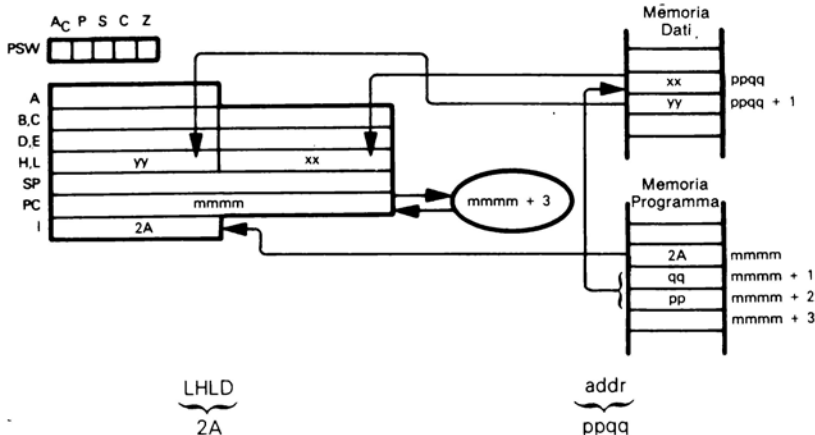 Ac P S C Z
PSW
A
B,C
D,E
H,L yy xx
SP
PC mmmm
I 2A
mmmm + 3
Memoria
Dati
xx ppqq
yy ppqq + 1
Memoria
Programma
2A mmmm
qq mmmm + 1
pp mmmm + 2
mmmm + 3
LHLD addr
2A ppqq